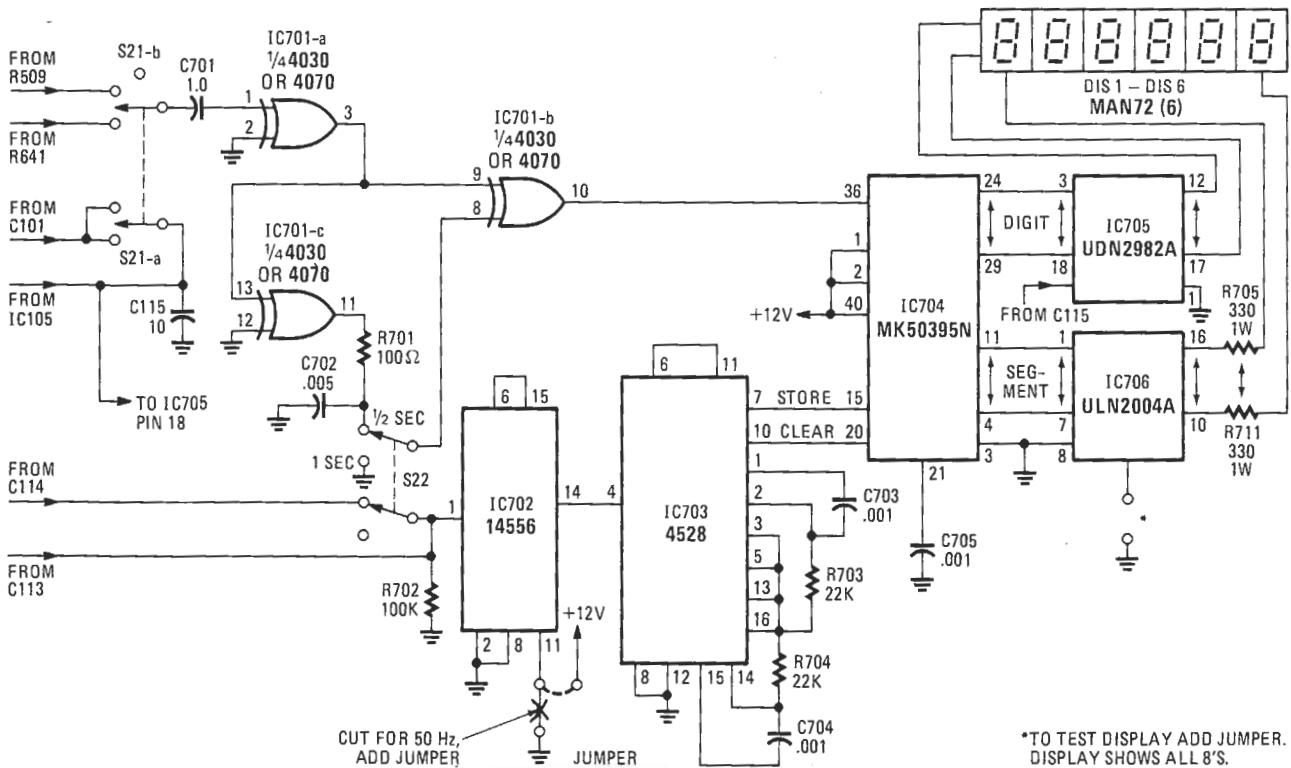 FROM
R509
S21-b
C701
1.0
FROM
R641
FROM
C101
S21-a
FROM
IC105
C115
10
TO IC705
PIN 18
IC701-a
1/4 4030
OR 4070
1
2
3
IC701-b
1/4 4030
OR 4070
9
8
10
IC701-c
1/4 4030
OR 4070
13
12
11
R701
100Ω
C702
.005
1/2 SEC
1 SEC
S22
FROM
C114
FROM
C113
R702
100K
1
6
15
IC702
14556
14
2
8
11
+12V
CUT FOR 50 Hz,
ADD JUMPER
JUMPER
4
6
11
IC703
4528
7 STORE 15
10 CLEAR 20
1
2
3
5
13
16
8
12
15
14
C703
.001
R703
22K
R704
22K
C704
.001
36
1
2
40
+12V
IC704
MK50395N
24
29
11
4
3
21
C705
.001
DIGIT
SEG-
MENT
3
18
FROM C115
IC705
UDN2982A
12
17
1
1
7
8
IC706
ULN2004A
16
10
R705
330
1W
R711
330
1W
8 8 8 8 8 8
DIS 1 – DIS 6
MAN72 (6)
*
*TO TEST DISPLAY ADD JUMPER.
DISPLAY SHOWS ALL 8'S.